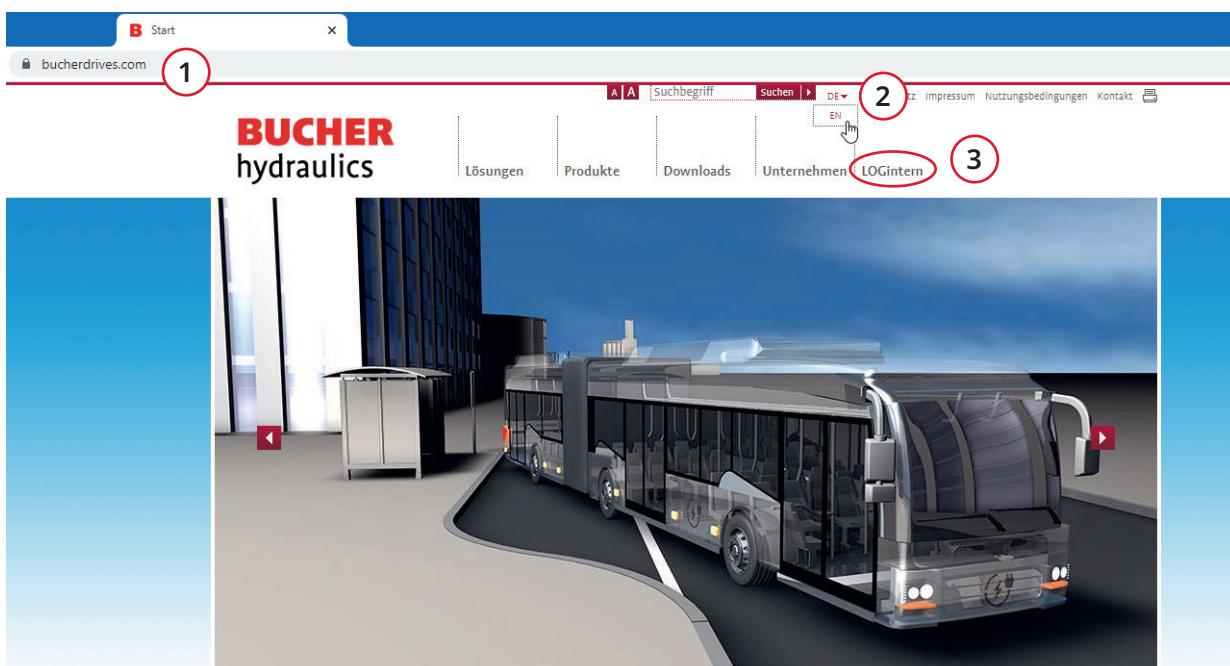 B Start
bucherdrives.com
1
A A Suchbegriff Suchen DE 2 tz Impressum Nutzungsbedingungen Kontakt
EN
BUCHER
hydraulics
Lösungen Produkte Downloads Unternehmen LOGintern 3